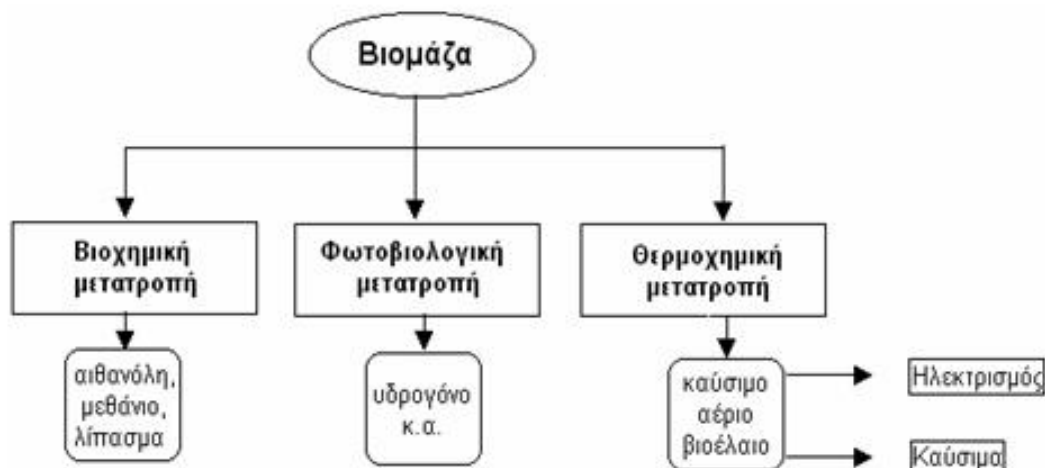 Βιομάζα
Βιοχημική
μετατροπή
Φωτοβιολογική
μετατροπή
Θερμοχημική
μετατροπή
αιθανόλη,
μεθάνιο,
λίπασμα
υδρογόνο
κ.α.
καύσιμο
αέριο
βιοέλαιο
Ηλεκτρισμός
Καύσιμα